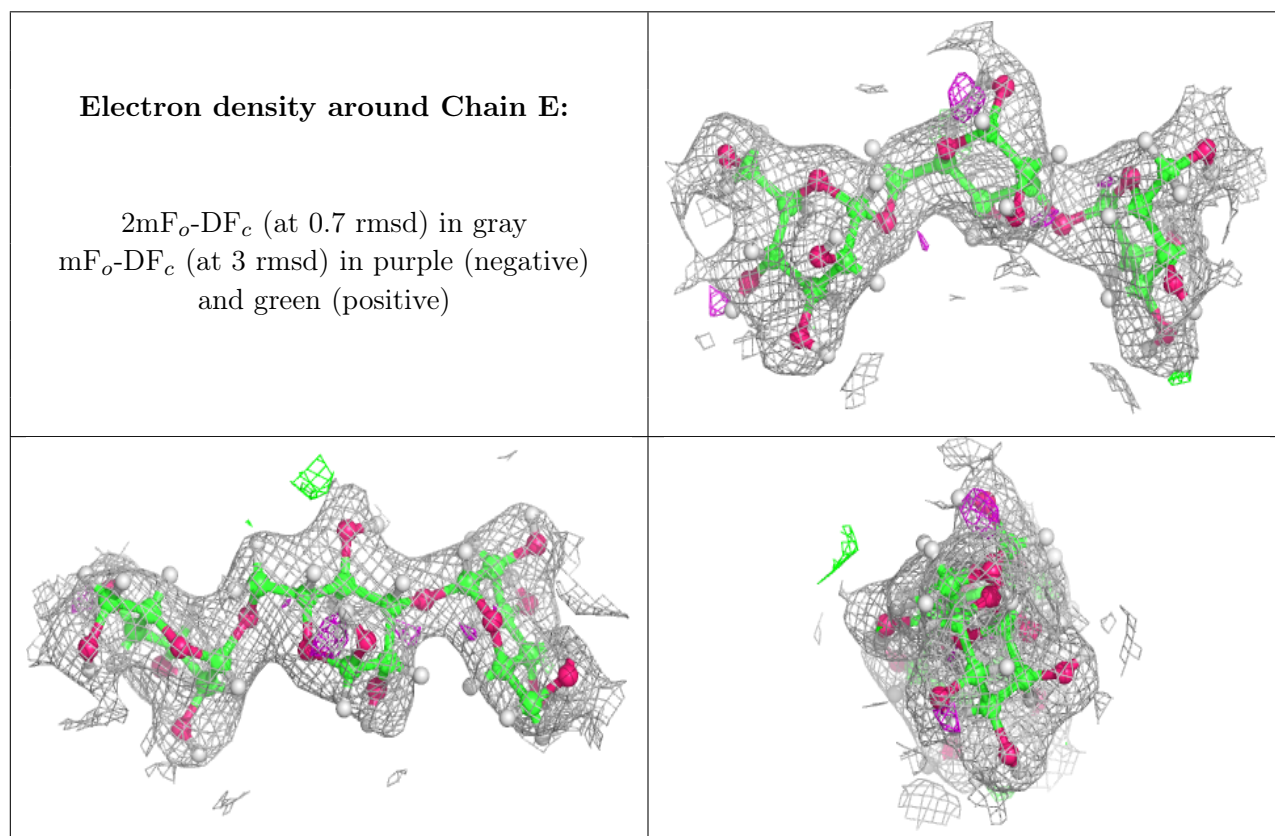 Electron density around Chain E:
2mFo-DFc (at 0.7 rmsd) in gray
mFo-DFc (at 3 rmsd) in purple (negative)
and green (positive)